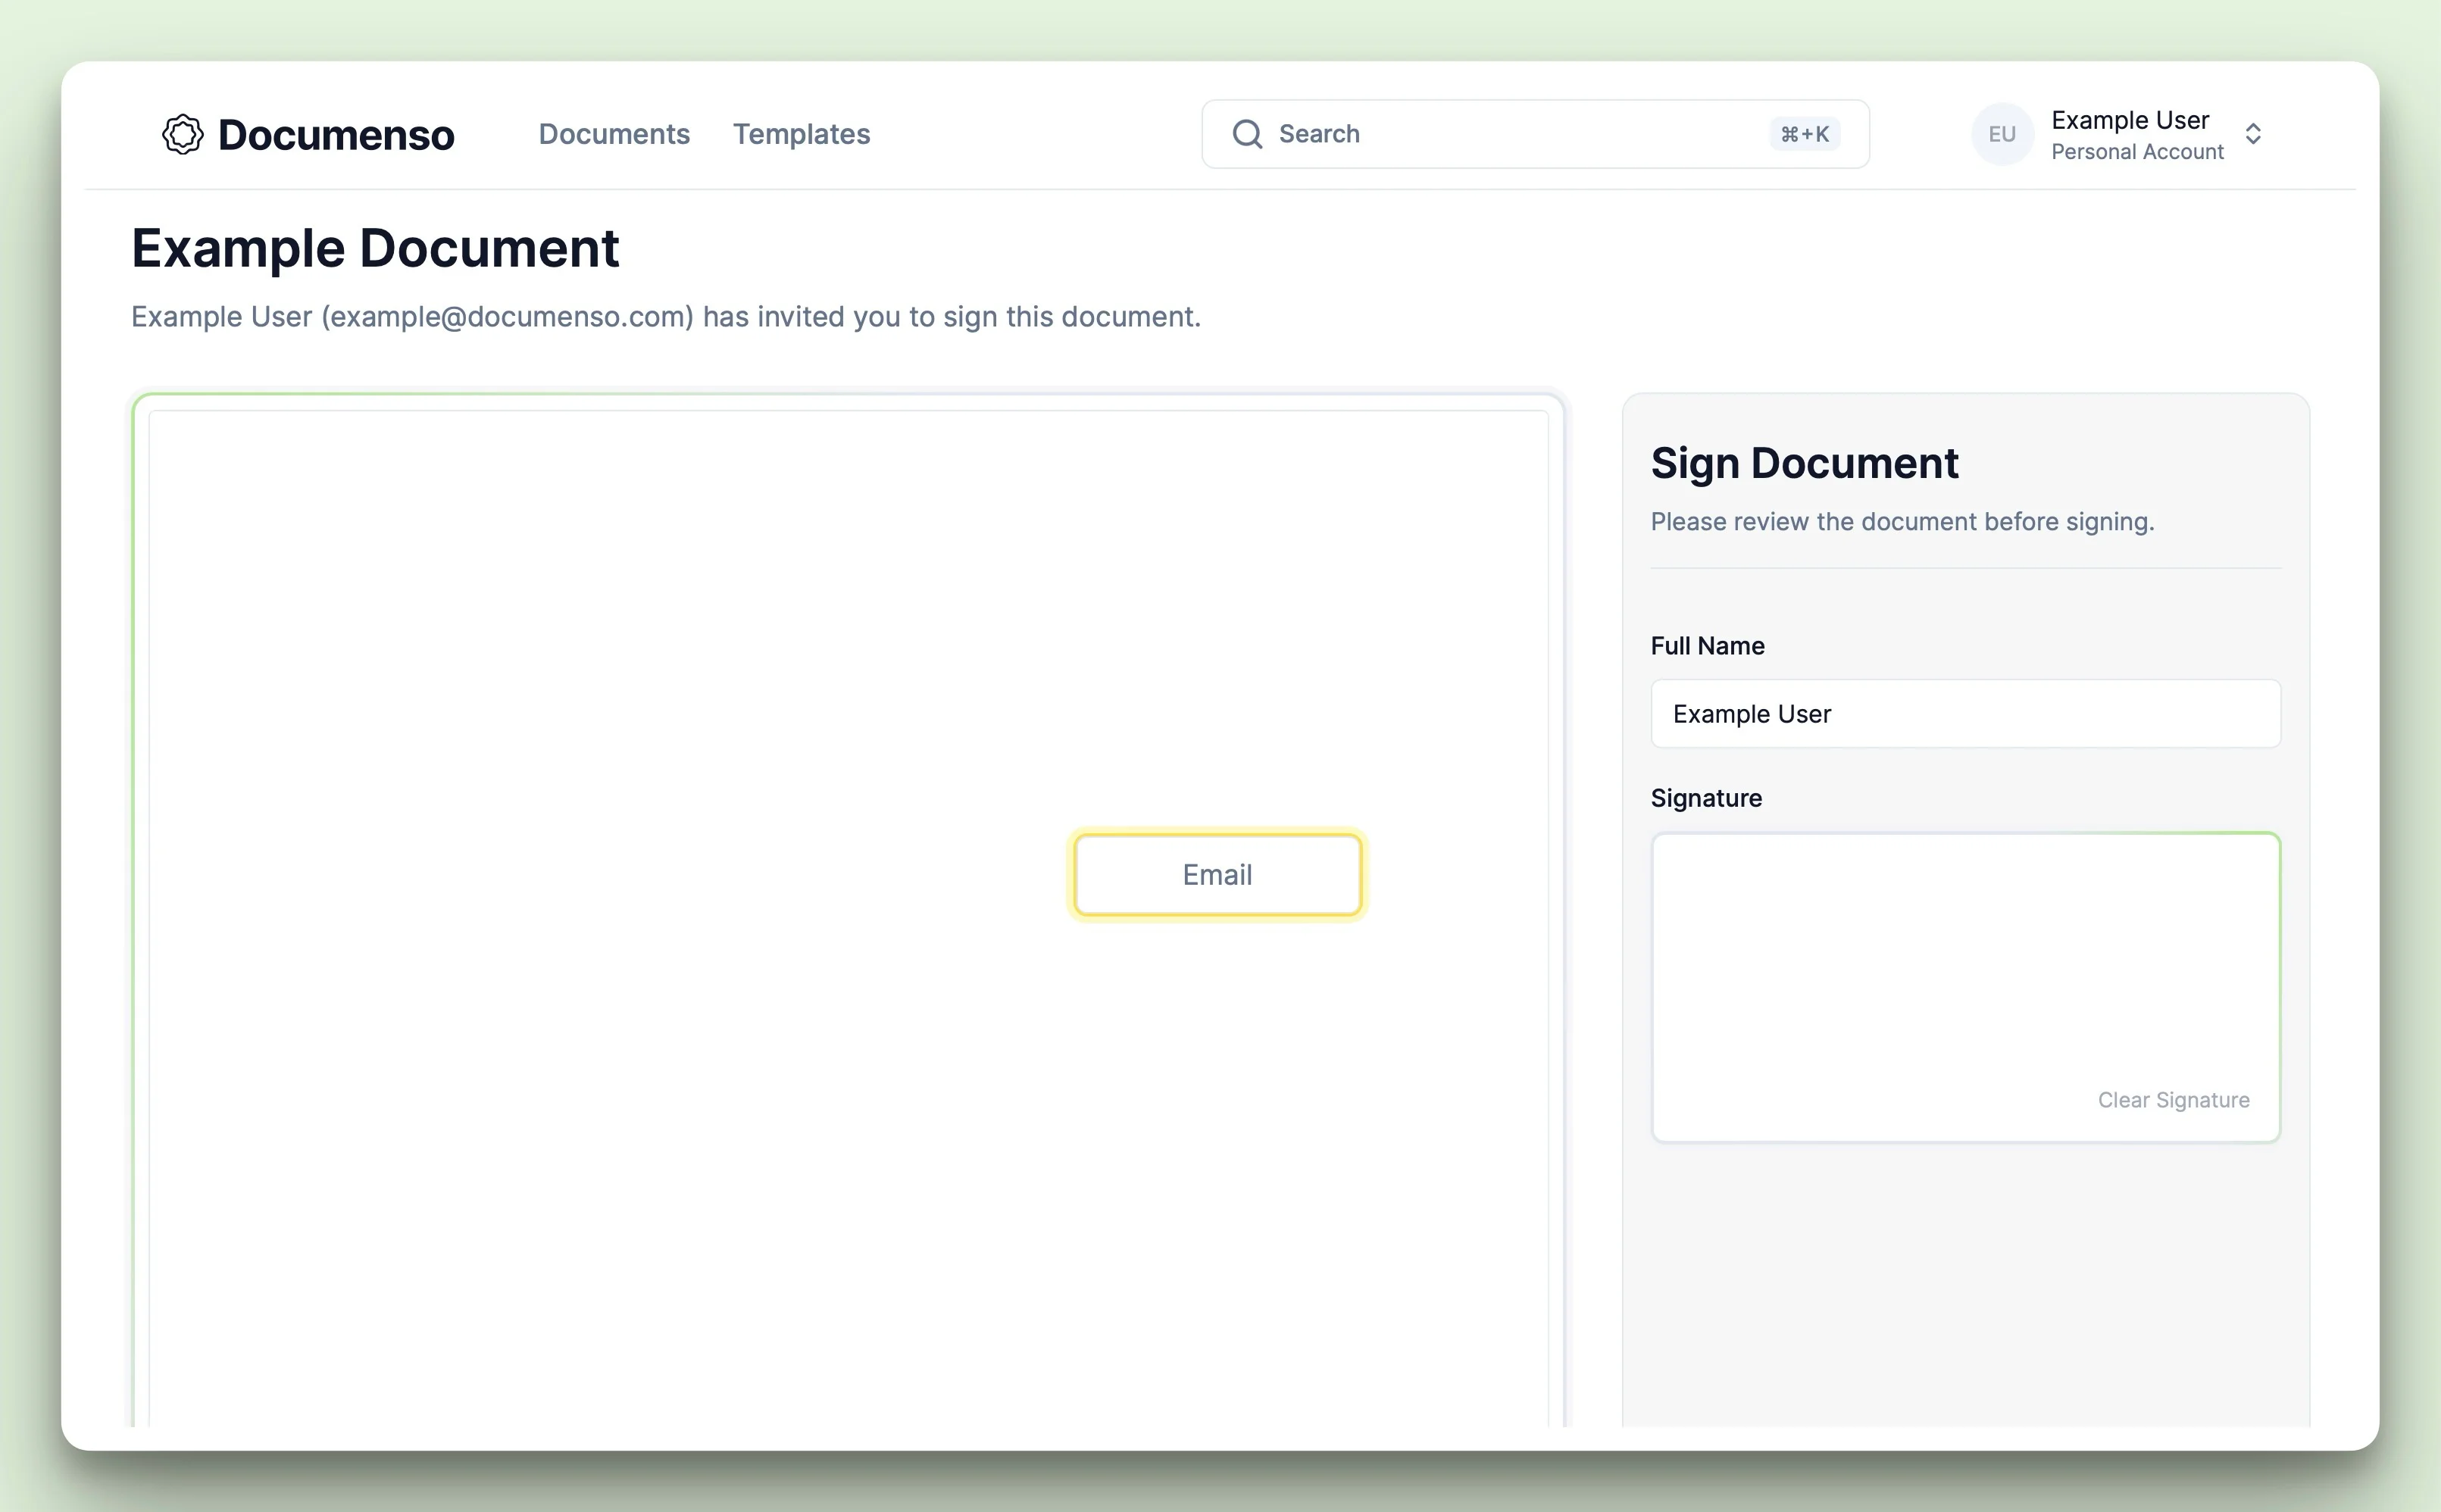 Documenso
Documents
Templates
Search
⌘+K
EU
Example User
Personal Account
Example Document
Example User (example@documenso.com) has invited you to sign this document.
Email
Sign Document
Please review the document before signing.
Full Name
Example User
Signature
Clear Signature